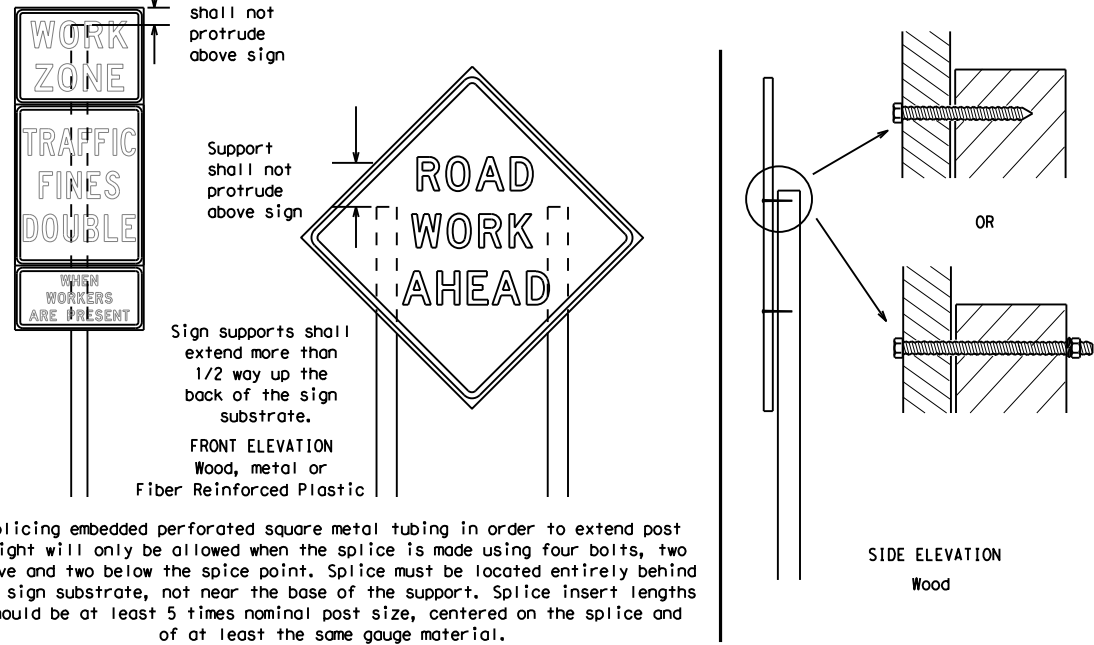 shall not
protrude
above sign
WORK
ZONE
TRAFFIC
FINES
DOUBLE
WHEN
WORKERS
ARE PRESENT
Support
shall not
protrude
above sign
ROAD
WORK
AHEAD
Sign supports shall
extend more than
1/2 way up the
back of the sign
substrate.
FRONT ELEVATION
Wood, metal or
Fiber Reinforced Plastic
OR
SIDE ELEVATION
Wood
plicing embedded perforated square metal tubing in order to extend post
ight will only be allowed when the splice is made using four bolts, two
ve and two below the spice point. Splice must be located entirely behind
sign substrate, not near the base of the support. Splice insert lengths
ould be at least 5 times nominal post size, centered on the splice and
of at least the same gauge material.